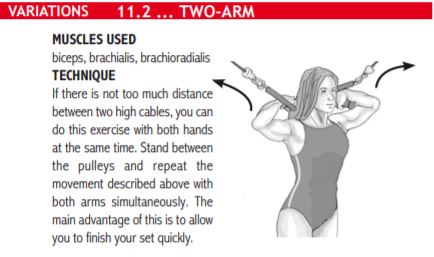 VARIATIONS 11.2 ... TWO-ARM
MUSCLES USED
biceps, brachialis, brachioradialis
TECHNIQUE
If there is not too much distance
between two high cables, you can
do this exercise with both hands
at the same time. Stand between
the pulleys and repeat the
movement described above with
both arms simultaneously. The
main advantage of this is to allow
you to finish your set quickly.